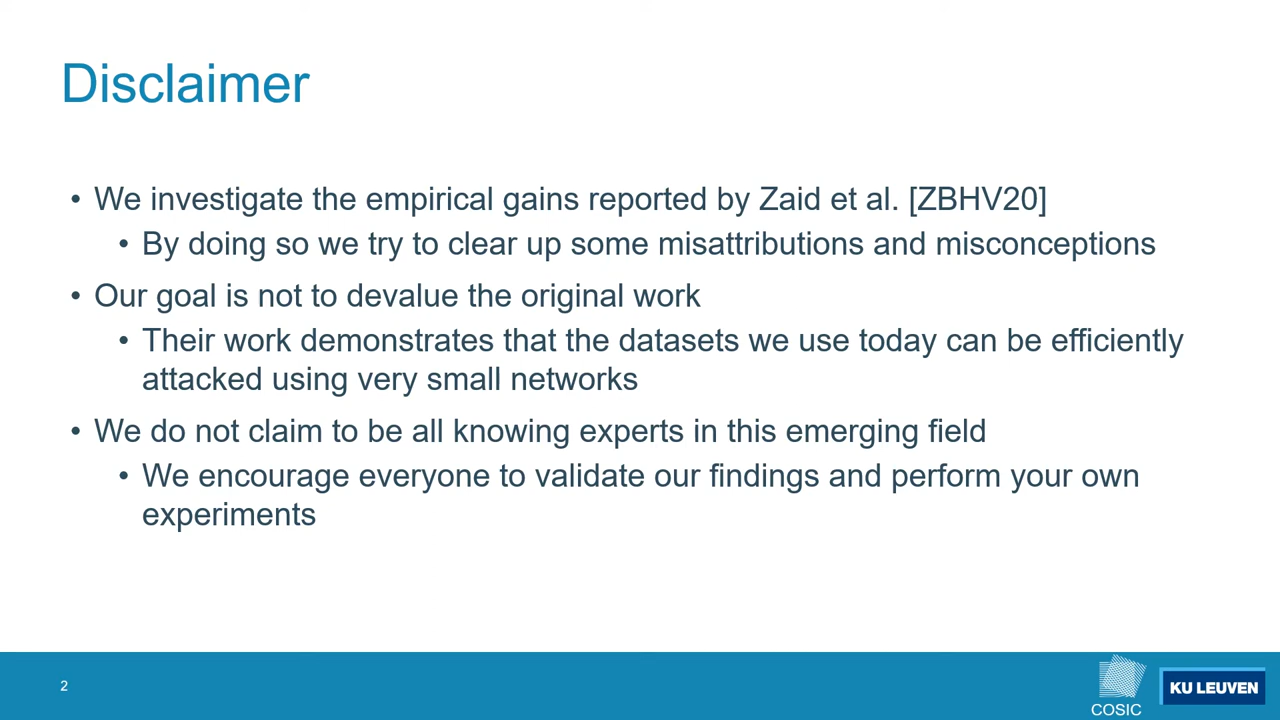 Disclaimer
• We investigate the empirical gains reported by Zaid et al. [ZBHV20]
• By doing so we try to clear up some misattributions and misconceptions
• Our goal is not to devalue the original work
• Their work demonstrates that the datasets we use today can be efficiently
attacked using very small networks
• We do not claim to be all knowing experts in this emerging field
• We encourage everyone to validate our findings and perform your own
experiments
2
COSIC
KU LEUVEN